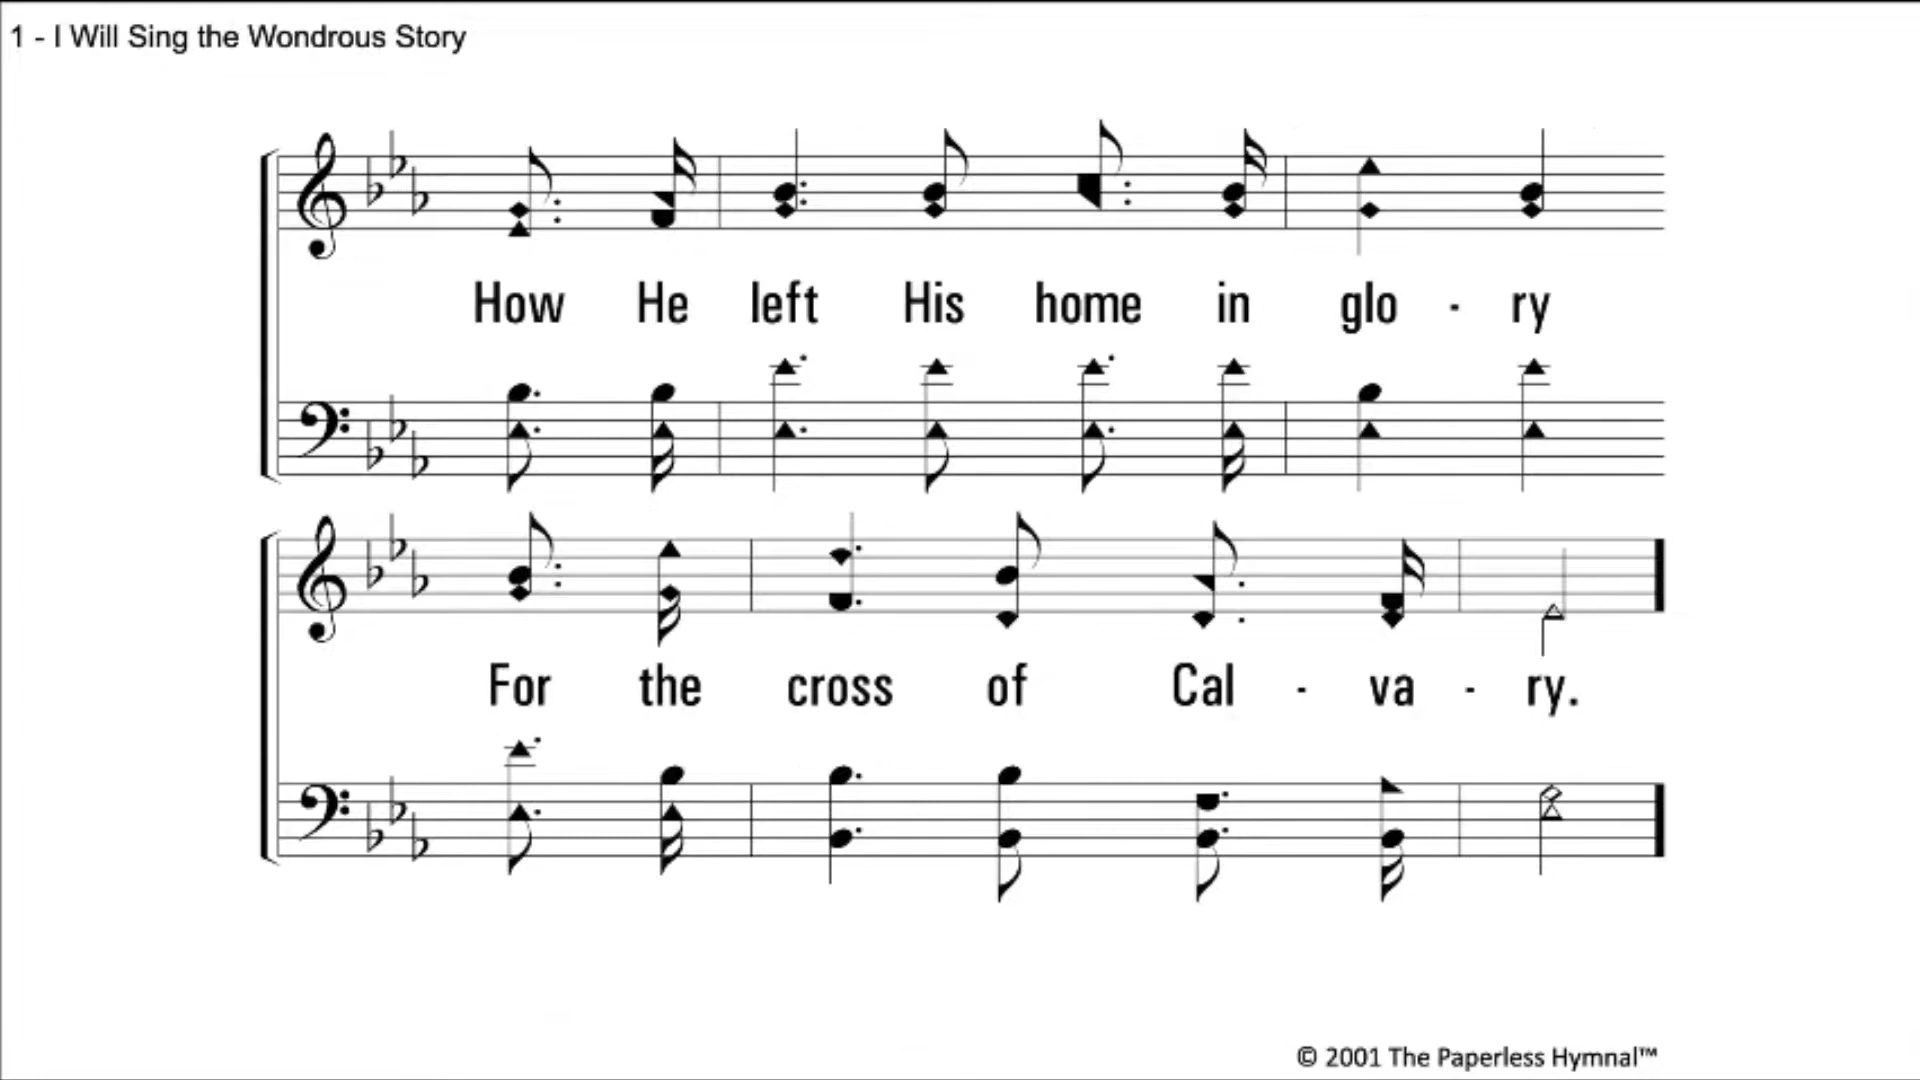 1 - I Will Sing the Wondrous Story
How He left His home in glo - ry
For the cross of Cal - va - ry.
© 2001 The Paperless Hymnal™